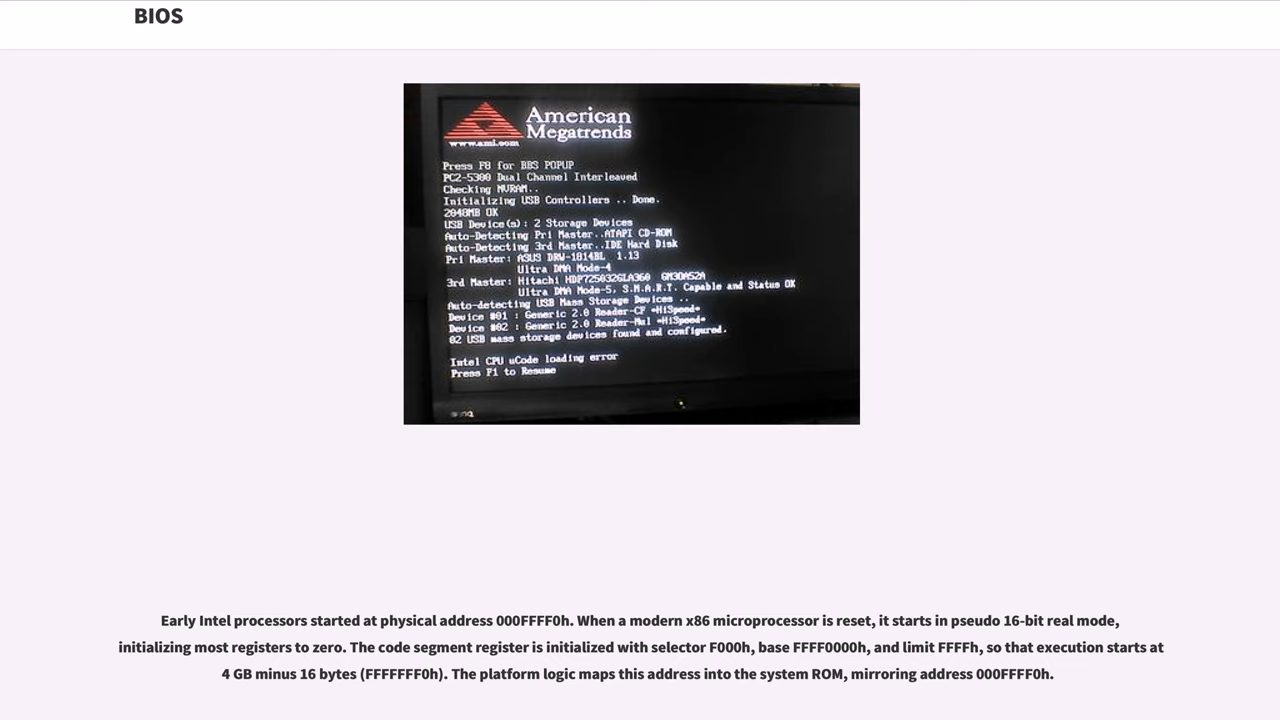 BIOS
American
Megatrends
www.ami.com
Press F8 for BBS POPUP
PC2-5300 Dual Channel Interleaved
Checking NVRAM..
Initializing USB Controllers .. Done.
2048MB OK
USB Device(s): 2 Storage Devices
Auto-Detecting Pri Master..ATAPI CD-ROM
Auto-Detecting 3rd Master..IDE Hard Disk
Pri Master: ASUS DRW-1814BL 1.13
Ultra DMA Mode-4
3rd Master: Hitachi HDP725032GLA360 GM3OA52A
Ultra DMA Mode-5, S.M.A.R.T. Capable and Status OK
Auto-detecting USB Mass Storage Devices ..
Device #01 : Generic 2.0 Reader-CF *HiSpeed*
Device #02 : Generic 2.0 Reader-Mul *HiSpeed*
02 USB mass storage devices found and configured.
Intel CPU uCode loading error
Press F1 to Resume
Early Intel processors started at physical address 000FFFF0h. When a modern x86 microprocessor is reset, it starts in pseudo 16-bit real mode,
initializing most registers to zero. The code segment register is initialized with selector F000h, base FFFF0000h, and limit FFFFh, so that execution starts at
4 GB minus 16 bytes (FFFFFFF0h). The platform logic maps this address into the system ROM, mirroring address 000FFFF0h.